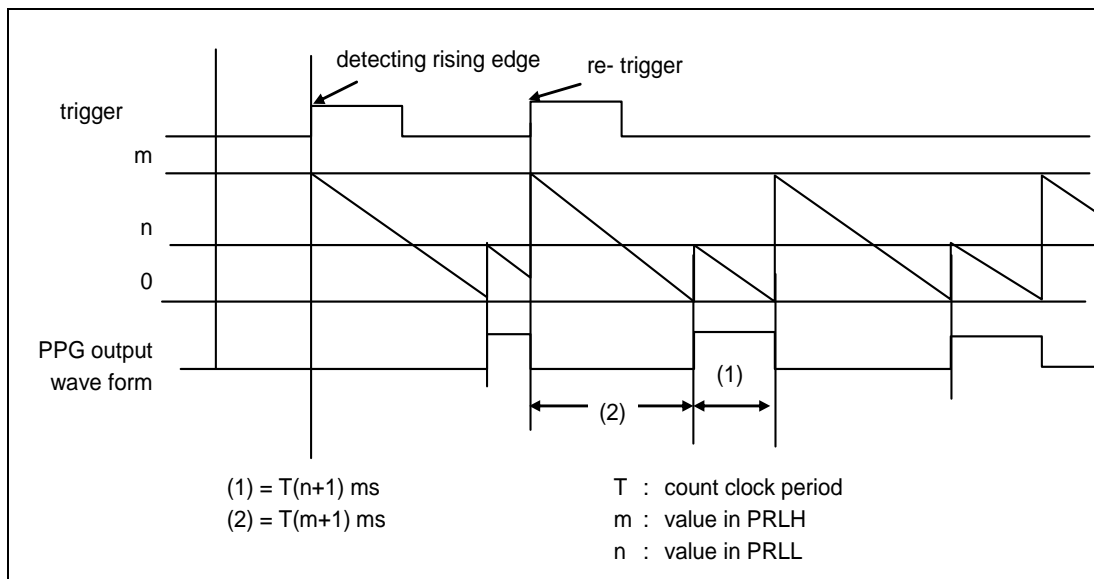 detecting rising edge
re- trigger
trigger
m
n
0
PPG output
wave form
(1)
(2)
(1) = T(n+1) ms
(2) = T(m+1) ms
T : count clock period
m : value in PRLH
n : value in PRLL